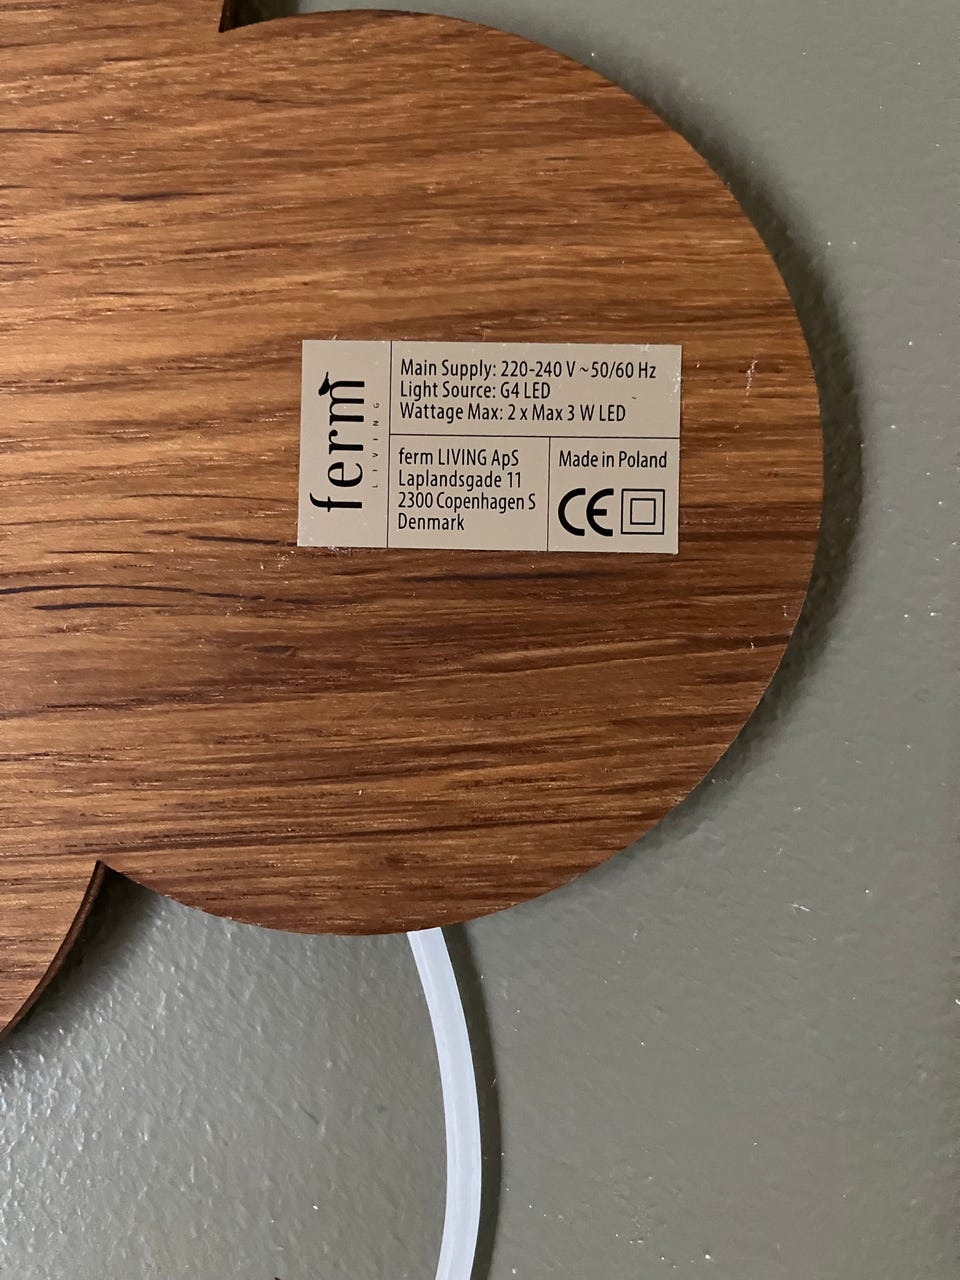 ferm
LIVING
Main Supply: 220-240 V ~50/60 Hz
Light Source: G4 LED
Wattage Max: 2 x Max 3 W LED
ferm LIVING ApS
Laplandsgade 11
2300 Copenhagen S
Denmark
Made in Poland
CE